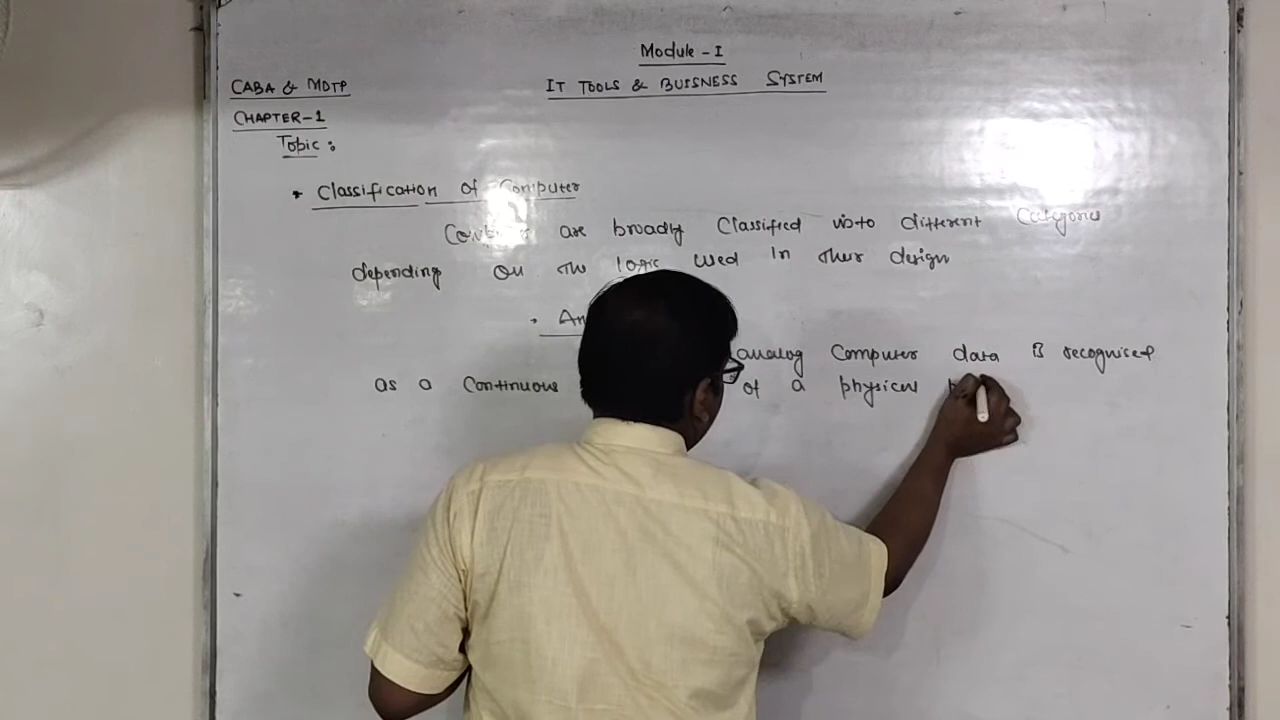 Module - I
CABA & MDTP
IT TOOLS & BUISNESS SYSTEM
CHAPTER-1
Topic :
Classification of Computer
are broadly Classified into different Categories
depending on the logic used in their design
analog Computer data is recognised
as a Continuous of a physical